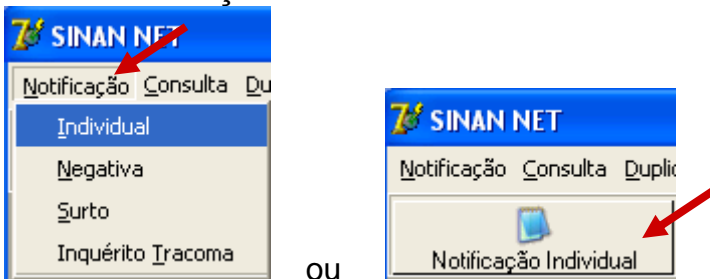 SINAN NET
Notificação Consulta Du
Individual
Negativa
Surto
Inquérito Tracoma
ou
SINAN NET
Notificação Consulta Duplic
Notificação Individual